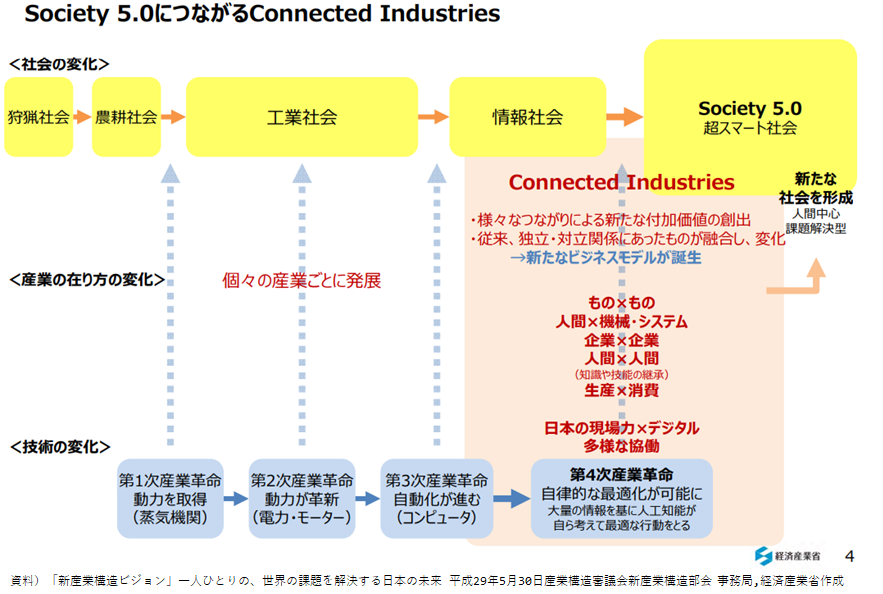 Society 5.0につながるConnected Industries
＜社会の変化＞
狩猟社会
農耕社会
工業社会
情報社会
Society 5.0
超スマート社会
新たな
社会を形成
人間中心
課題解決型
Connected Industries
・様々なつながりによる新たな付加価値の創出
・従来、独立・対立関係にあったものが融合し、変化
→新たなビジネスモデルが誕生
＜産業の在り方の変化＞
個々の産業ごとに発展
もの×もの
人間×機械・システム
企業×企業
人間×人間
（知識や技能の継承）
生産×消費
日本の現場力×デジタル
多様な協働
＜技術の変化＞
第1次産業革命
動力を取得
（蒸気機関）
第2次産業革命
動力が革新
（電力・モーター）
第3次産業革命
自動化が進む
（コンピュータ）
第4次産業革命
自律的な最適化が可能に
大量の情報を基に人工知能が
自ら考えて最適な行動をとる
経済産業省
4
資料）「新産業構造ビジョン」一人ひとりの、世界の課題を解決する日本の未来 平成29年5月30日産業構造審議会新産業構造部会 事務局,経済産業省作成